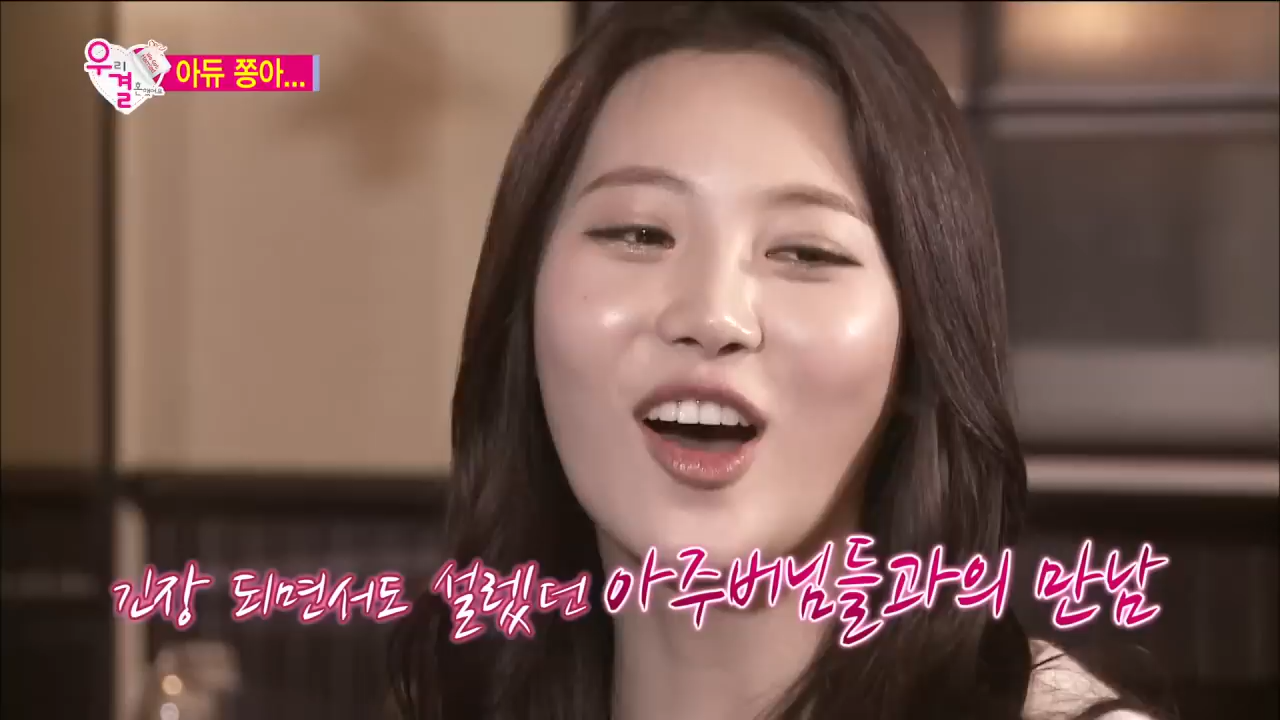 우리 결혼했어요
아듀 쫑아...
긴장 되면서도 설렜던 아주버님들과의 만남